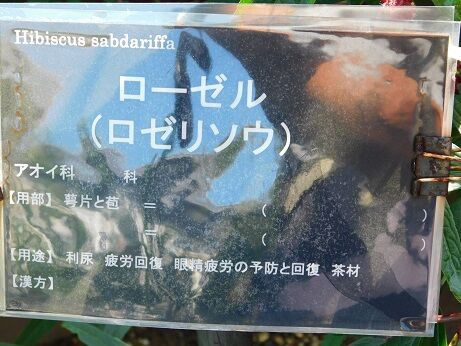 Hibiscus sabdariffa
ローゼル
(ロゼリソウ)
アオイ科　　科
【用部】 萼片と苞 ＝ ( )
＝ ( )
【用途】 利尿 疲労回復 眼精疲労の予防と回復 茶材
【漢方】